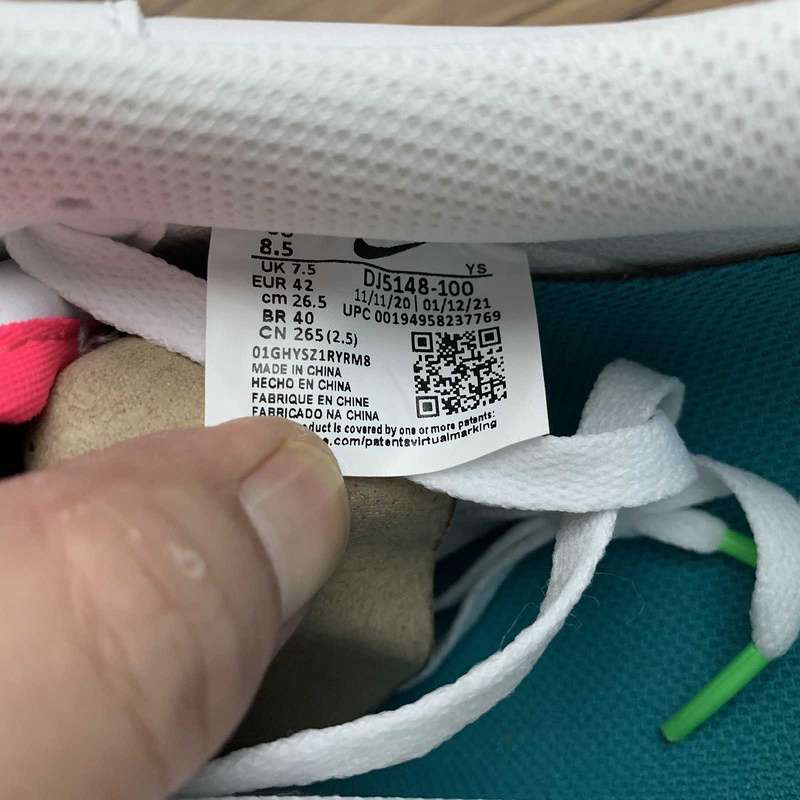 8.5
UK 7.5
YS
EUR 42
DJ5148-100
cm 26.5
11/11/20 | 01/12/21
BR 40
UPC 00194958237769
CN 265 (2.5)
01GHYSZ1RYRM8
MADE IN CHINA
HECHO EN CHINA
FABRIQUE EN CHINE
FABRICADO NA CHINA
is covered by one or more patents:
.com/patentsvirtualmarking